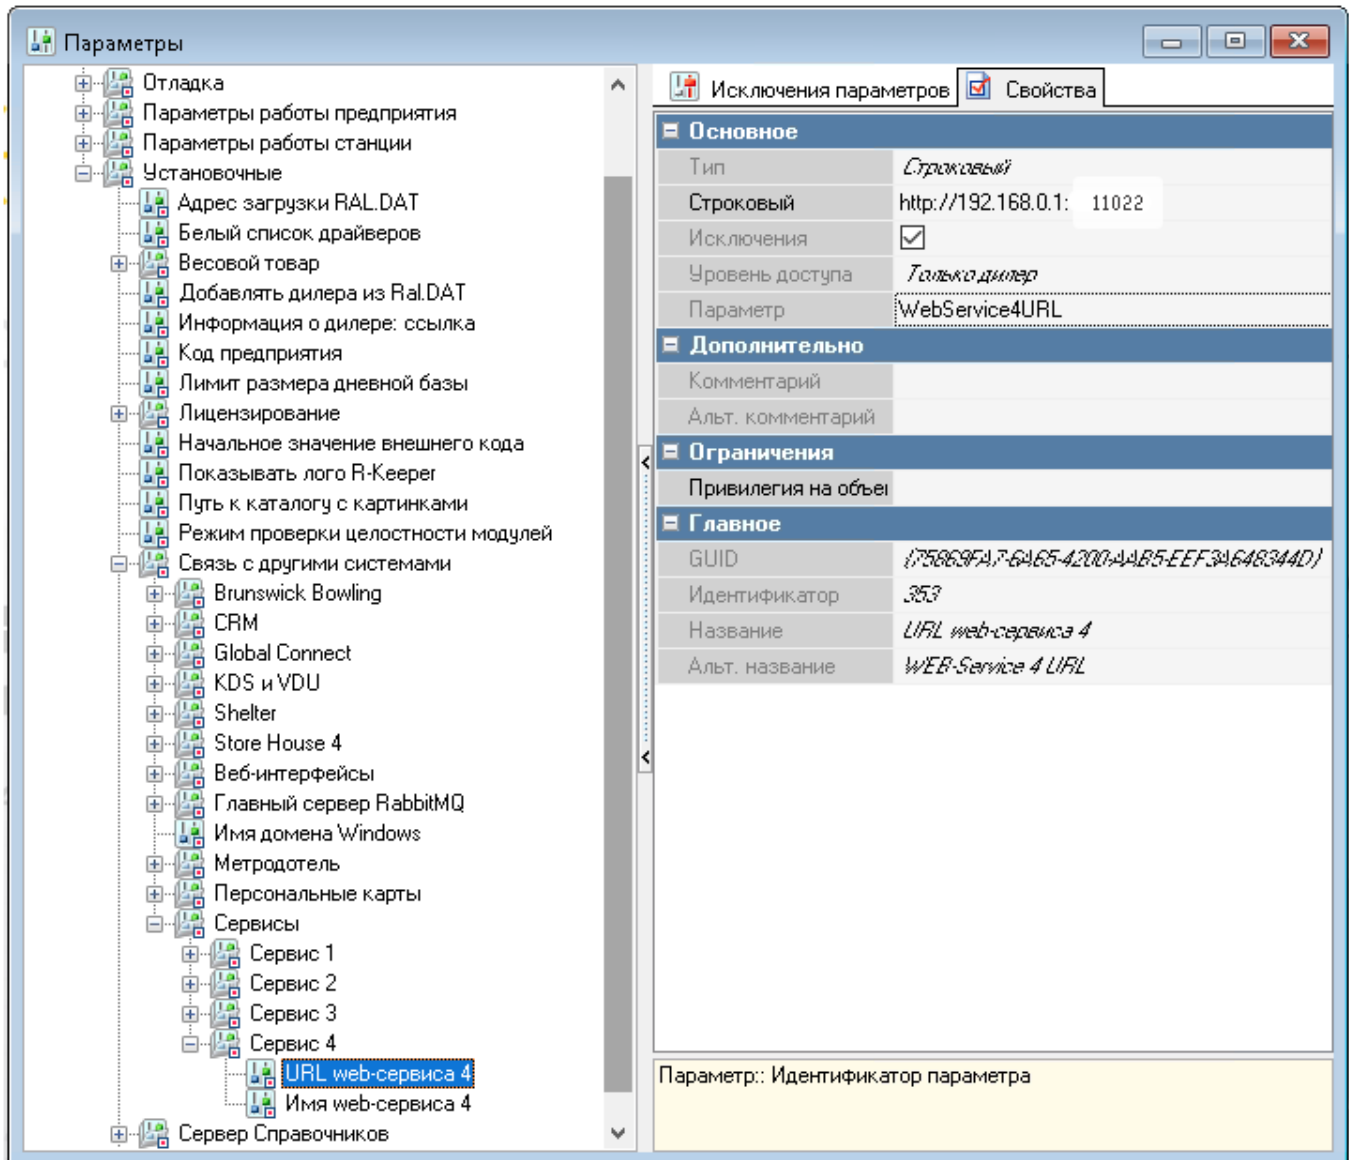 Параметры
Отладка
Параметры работы предприятия
Параметры работы станции
Установочные
Адрес загрузки RAL.DAT
Белый список драйверов
Весовой товар
Добавлять дилера из Ral.DAT
Информация о дилере: ссылка
Код предприятия
Лимит размера дневной базы
Лицензирование
Начальное значение внешнего кода
Показывать лого R-Keeper
Путь к каталогу с картинками
Режим проверки целостности модулей
Связь с другими системами
Brunswick Bowling
CRM
Global Connect
KDS и VDU
Shelter
Store House 4
Веб-интерфейсы
Главный сервер RabbitMQ
Имя домена Windows
Метродотель
Персональные карты
Сервисы
Сервис 1
Сервис 2
Сервис 3
Сервис 4
URL web-сервиса 4
Имя web-сервиса 4
Сервер Справочников
Исключения параметров Свойства
Основное
Тип Строковый
Строковый http://192.168.0.1: 11022
Исключения
Уровень доступа Только дилер
Параметр WebService4URL
Дополнительно
Комментарий
Альт. комментарий
Ограничения
Привилегия на объе
Главное
GUID {75869FA7-6A65-4200-AAB5-EEF3A648344D}
Идентификатор 353
Название URL web-сервиса 4
Альт. название WEB-Service 4 URL
Параметр:: Идентификатор параметра